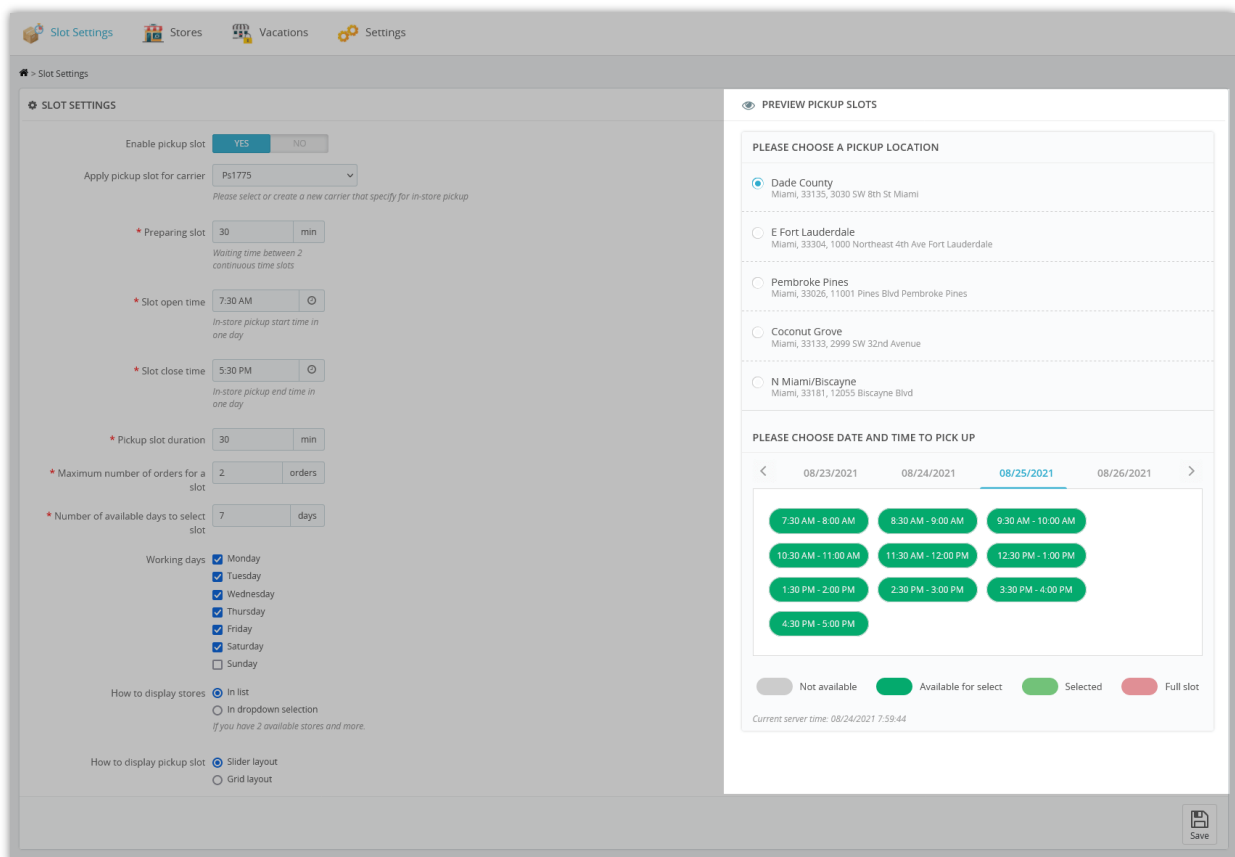 Slot Settings Stores Vacations Settings
> Slot Settings
SLOT SETTINGS
Enable pickup slot YES NO
Apply pickup slot for carrier Ps1775
Please select or create a new carrier that specify for in-store pickup
* Preparing slot 30 min
Waiting time between 2
continuous time slots
* Slot open time 7:30 AM
In-store pickup start time in
one day
* Slot close time 5:30 PM
In-store pickup end time in
one day
* Pickup slot duration 30 min
* Maximum number of orders for a
slot 2 orders
* Number of available days to select
slot 7 days
Working days Monday
Tuesday
Wednesday
Thursday
Friday
Saturday
Sunday
How to display stores In list
In dropdown selection
If you have 2 available stores and more.
How to display pickup slot Slider layout
Grid layout
PREVIEW PICKUP SLOTS
PLEASE CHOOSE A PICKUP LOCATION
Dade County
Miami, 33135, 3030 SW 8th St Miami
E Fort Lauderdale
Miami, 33304, 1000 Northeast 4th Ave Fort Lauderdale
Pembroke Pines
Miami, 33026, 11001 Pines Blvd Pembroke Pines
Coconut Grove
Miami, 33133, 2999 SW 32nd Avenue
N Miami/Biscayne
Miami, 33181, 12055 Biscayne Blvd
PLEASE CHOOSE DATE AND TIME TO PICK UP
< 08/23/2021 08/24/2021 08/25/2021 08/26/2021 >
7:30 AM - 8:00 AM 8:30 AM - 9:00 AM 9:30 AM - 10:00 AM
10:30 AM - 11:00 AM 11:30 AM - 12:00 PM 12:30 PM - 1:00 PM
1:30 PM - 2:00 PM 2:30 PM - 3:00 PM 3:30 PM - 4:00 PM
4:30 PM - 5:00 PM
Not available Available for select Selected Full slot
Current server time: 08/24/2021 7:59:44
Save